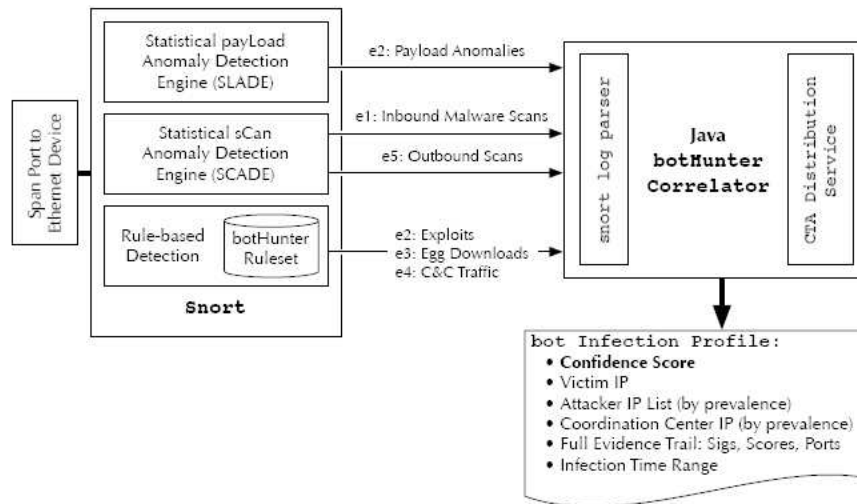 Span Port to
Ethernet Device
Statistical payLoad
Anomaly Detection
Engine (SLADE)
Statistical sCan
Anomaly Detection
Engine (SCADE)
Rule-based
Detection
botHunter
Ruleset
Snort
e2: Payload Anomalies
e1: Inbound Malware Scans
e5: Outbound Scans
e2: Exploits
e3: Egg Downloads
e4: C&C Traffic
snort log parser
Java
botHunter
Correlator
CTA Distribution
Service
bot Infection Profile:
• Confidence Score
• Victim IP
• Attacker IP List (by prevalence)
• Coordination Center IP (by prevalence)
• Full Evidence Trail: Sigs, Scores, Ports
• Infection Time Range